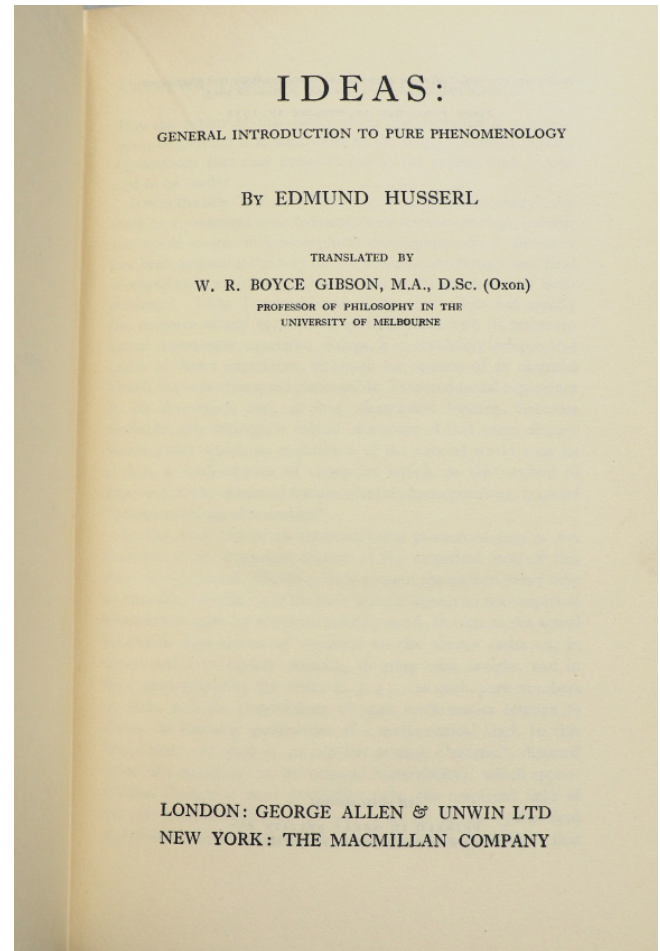 IDEAS:
GENERAL INTRODUCTION TO PURE PHENOMENOLOGY
By EDMUND HUSSERL
TRANSLATED BY
W. R. BOYCE GIBSON, M.A., D.Sc. (Oxon)
PROFESSOR OF PHILOSOPHY IN THE
UNIVERSITY OF MELBOURNE
LONDON: GEORGE ALLEN & UNWIN LTD
NEW YORK: THE MACMILLAN COMPANY